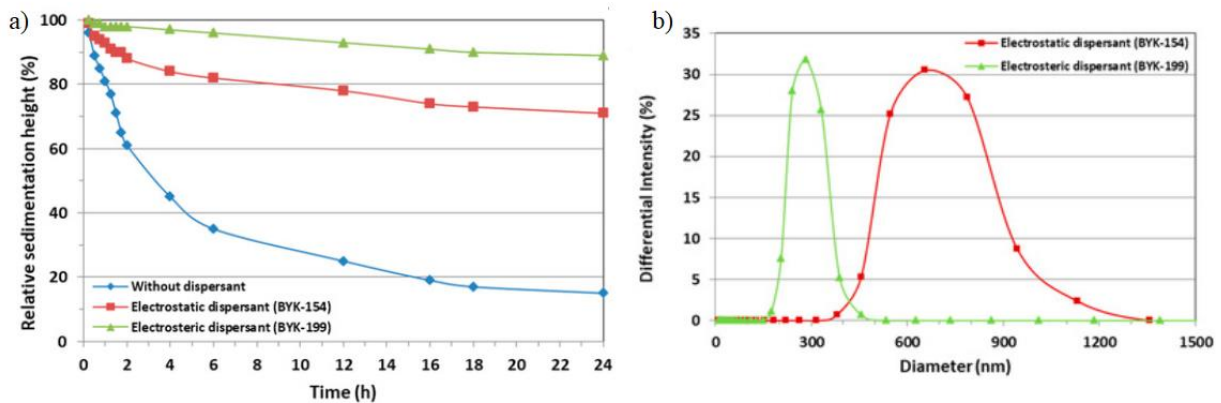 a)
100
80
60
40
20
0
Relative sedimentation height (%)
Without dispersant
Electrostatic dispersant (BYK-154)
Electrosteric dispersant (BYK-199)
0 2 4 6 8 10 12 14 16 18 20 22 24
Time (h)
b)
35
30
25
20
15
10
5
0
Differential Intensity (%)
Electrostatic dispersant (BYK-154)
Electrosteric dispersant (BYK-199)
0 300 600 900 1200 1500
Diameter (nm)